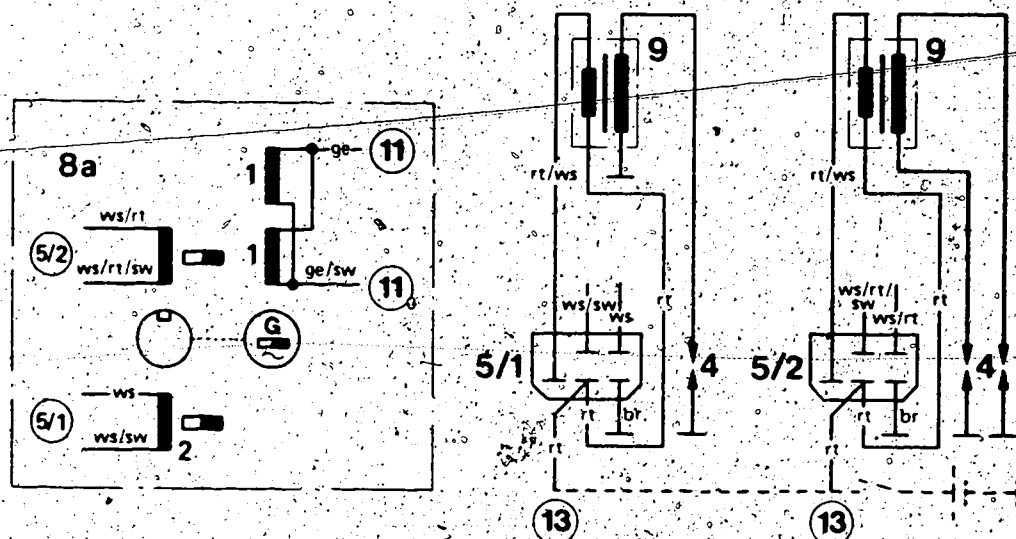 8a
1
ge
11
ws/rt
5/2
ws/rt/sw
1
ge/sw
11
G
5/1
ws
ws/sw
2
9
rt/ws
ws/sw
ws
rt
5/1
rt
br
4
rt
13
9
rt/ws
ws/rt/
sw
ws/rt
rt
5/2
rt
br
4
rt
13